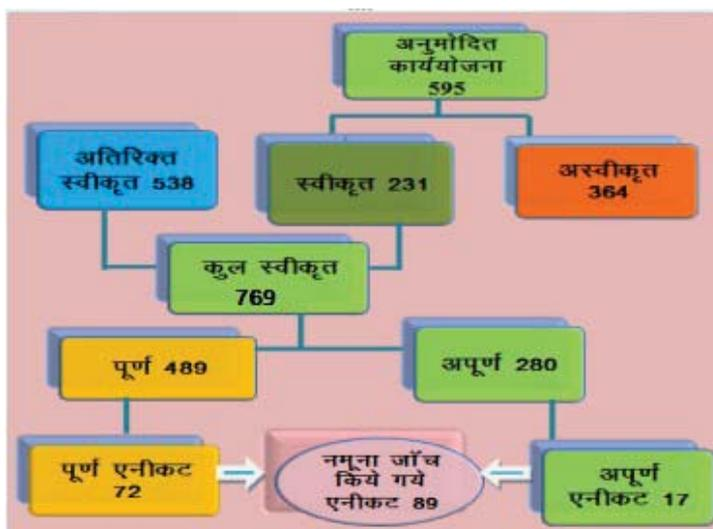 अनुमोदित
कार्ययोजना
595
अतिरिक्त
स्वीकृत 538
स्वीकृत 231
अस्वीकृत
364
कुल स्वीकृत
769
पूर्ण 489
अपूर्ण 280
पूर्ण एनीकट
72
नमूना जाँच
किये गये
एनीकट 89
अपूर्ण
एनीकट 17